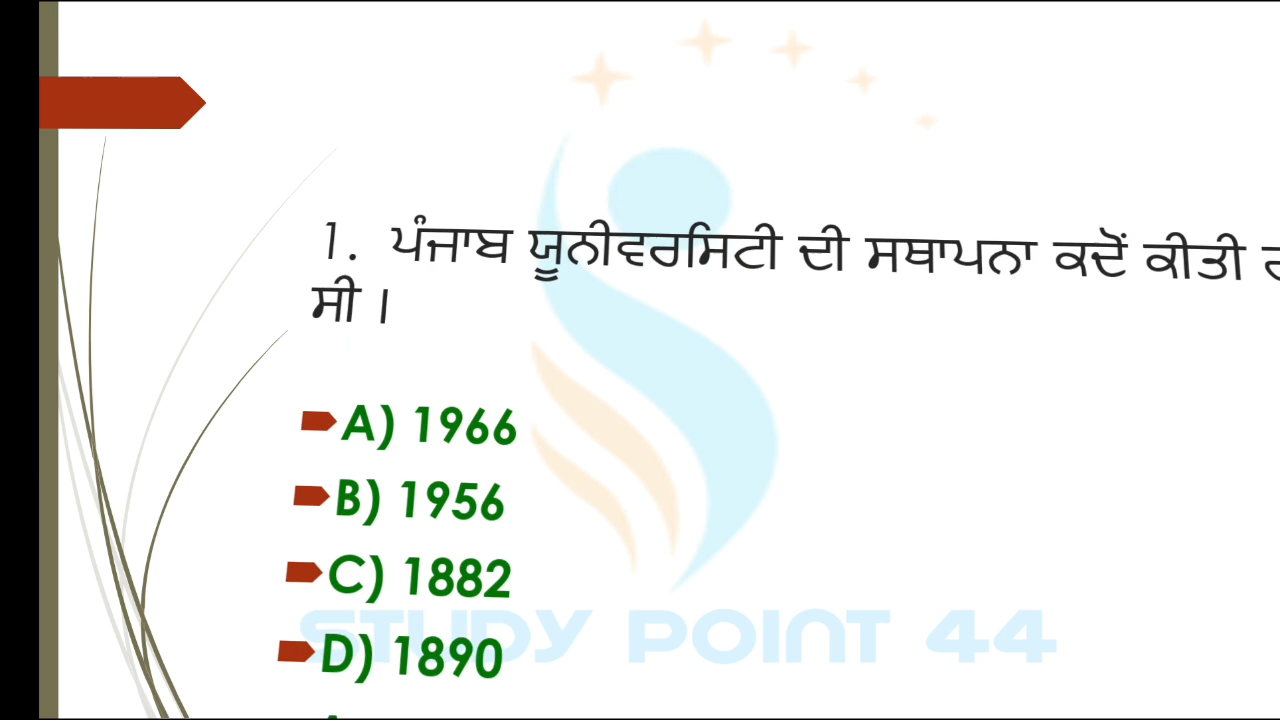 1. ਪੰਜਾਬ ਯੂਨੀਵਰਸਿਟੀ ਦੀ ਸਥਾਪਨਾ ਕਦੋਂ ਕੀਤੀ
ਸੀ ।
A) 1966
B) 1956
C) 1882
D) 1890
STUDY POINT 44